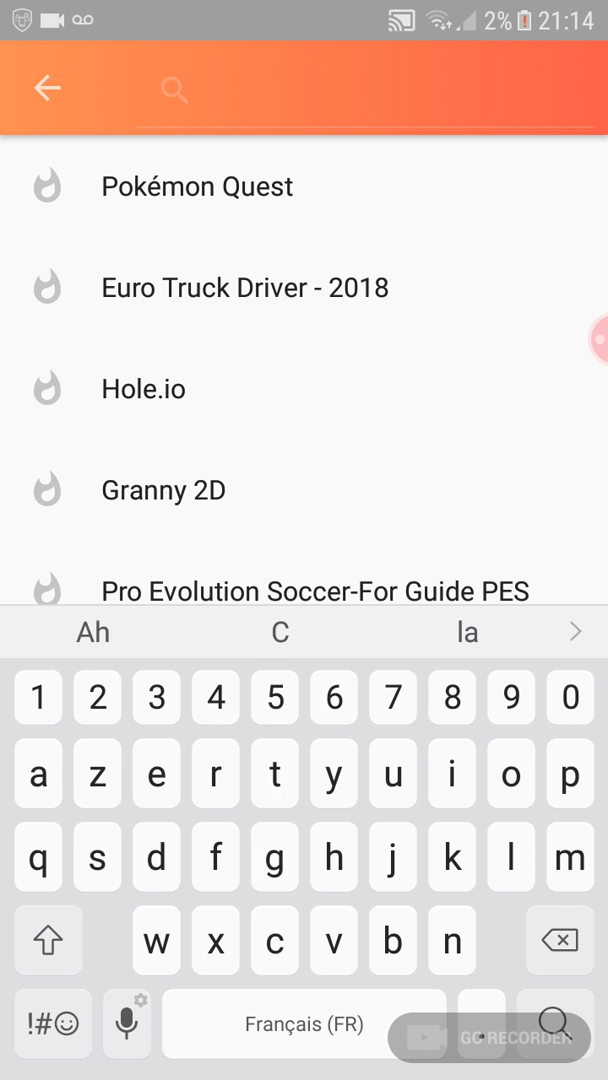 2% 21:14
Pokémon Quest
Euro Truck Driver - 2018
Hole.io
Granny 2D
Pro Evolution Soccer-For Guide PES
Ah C la
1 2 3 4 5 6 7 8 9 0
a z e r t y u i o p
q s d f g h j k l m
w x c v b n
!#☺ Français (FR) .
GC RECORDER